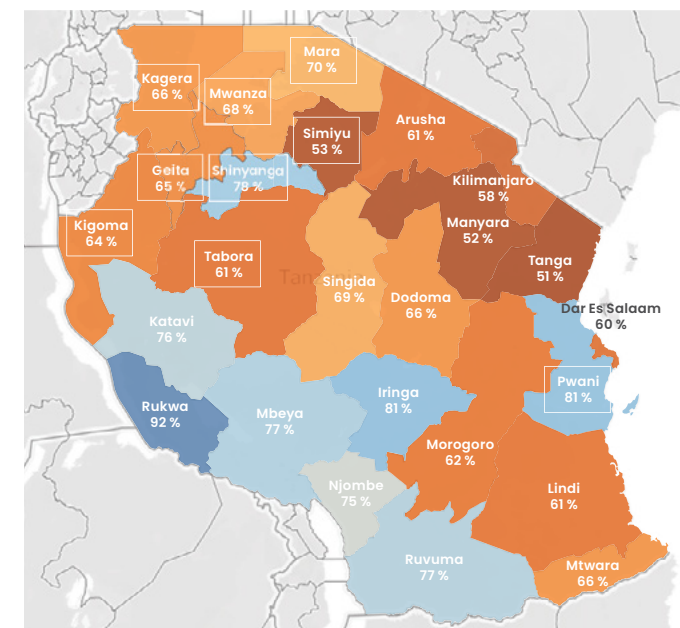 Mara
70 %
Kagera
66 %
Mwanza
68 %
Arusha
61 %
Simiyu
53 %
Geita
65 %
Shinyanga
78 %
Kilimanjaro
58 %
Kigoma
64 %
Manyara
52 %
Tabora
61 %
Tanga
51 %
Singida
69 %
Dodoma
66 %
Dar Es Salaam
60 %
Katavi
76 %
Pwani
81 %
Iringa
81 %
Rukwa
92 %
Mbeya
77 %
Morogoro
62 %
Njombe
75 %
Lindi
61 %
Ruvuma
77 %
Mtwara
66 %